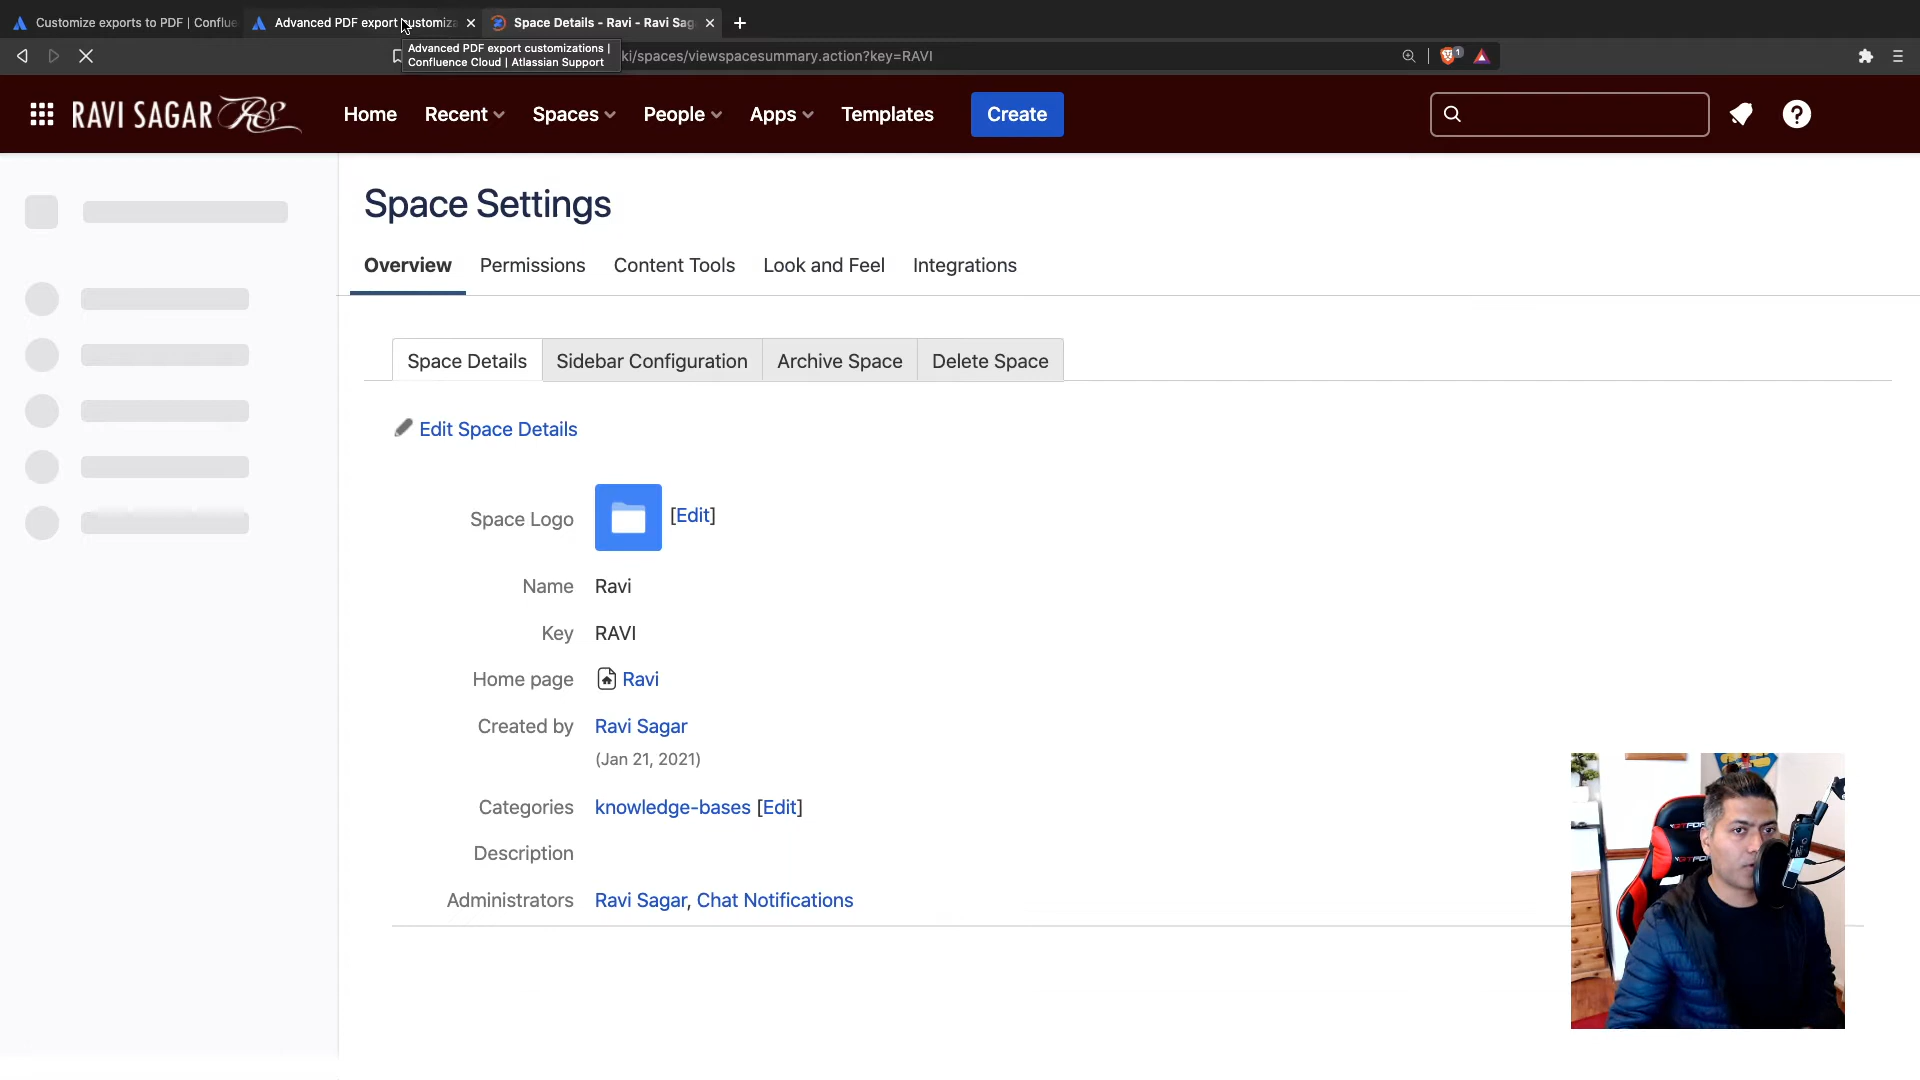 Customize exports to PDF | Conflue
Advanced PDF export customiza
Space Details - Ravi - Ravi Sag
Advanced PDF export customizations |
Confluence Cloud | Atlassian Support
ki/spaces/viewspacesummary.action?key=RAVI
1
RAVI SAGAR RS
Home
Recent
Spaces
People
Apps
Templates
Create
?
Space Settings
Overview
Permissions
Content Tools
Look and Feel
Integrations
Space Details
Sidebar Configuration
Archive Space
Delete Space
Edit Space Details
Space Logo
[Edit]
Name Ravi
Key RAVI
Home page Ravi
Created by Ravi Sagar
(Jan 21, 2021)
Categories knowledge-bases [Edit]
Description
Administrators Ravi Sagar, Chat Notifications